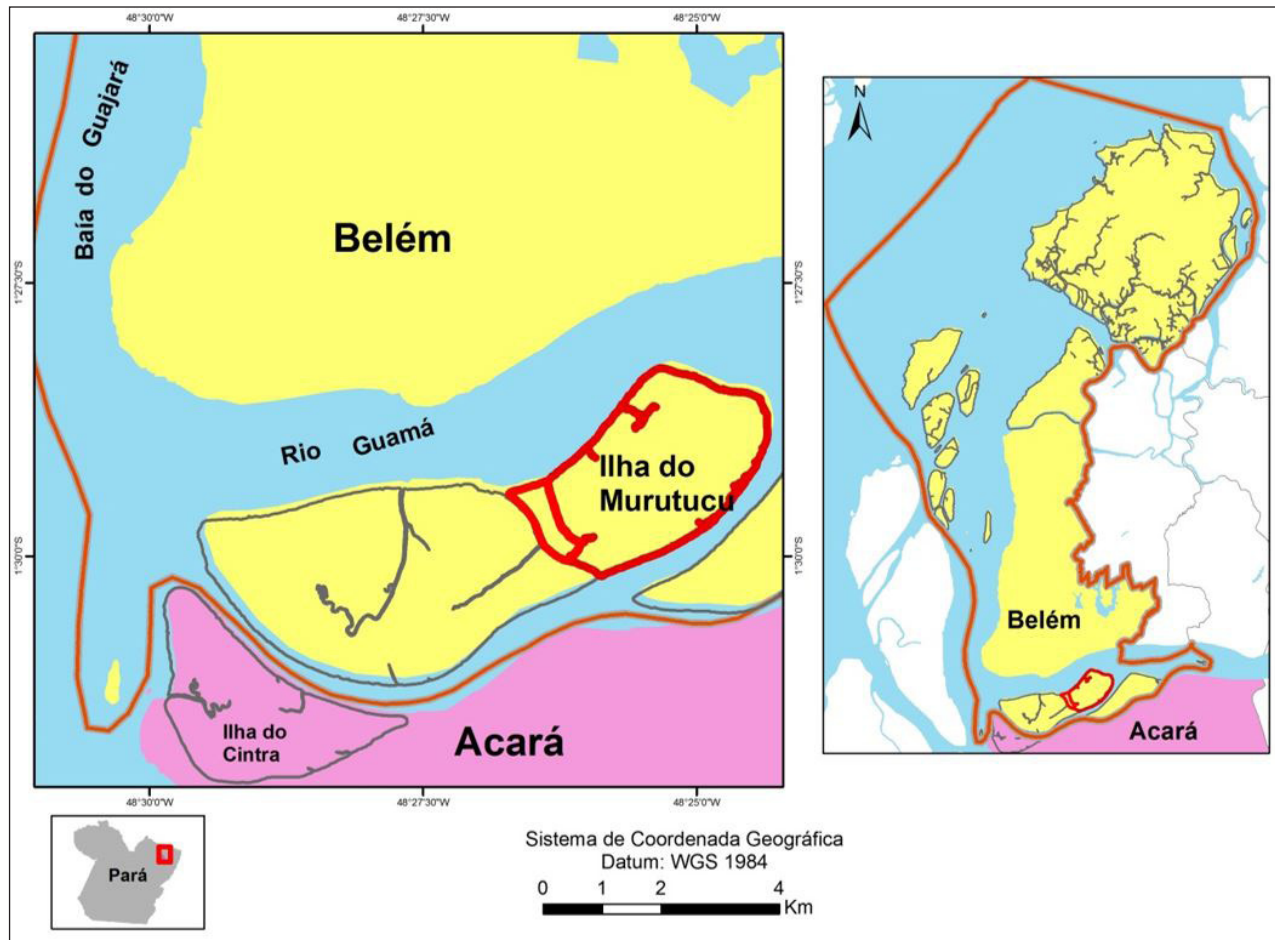 48°30'0"W
48°27'30"W
48°25'0"W
Baía do Guajará
Belém
1°27'30"S
1°27'30"S
Rio Guamá
Ilha do
Murutucu
1°30'0"S
1°30'0"S
Ilha do
Cintra
Acará
48°30'0"W
48°27'30"W
48°25'0"W
N
Belém
Acará
Pará
Sistema de Coordenada Geográfica
Datum: WGS 1984
0 1 2 4
Km